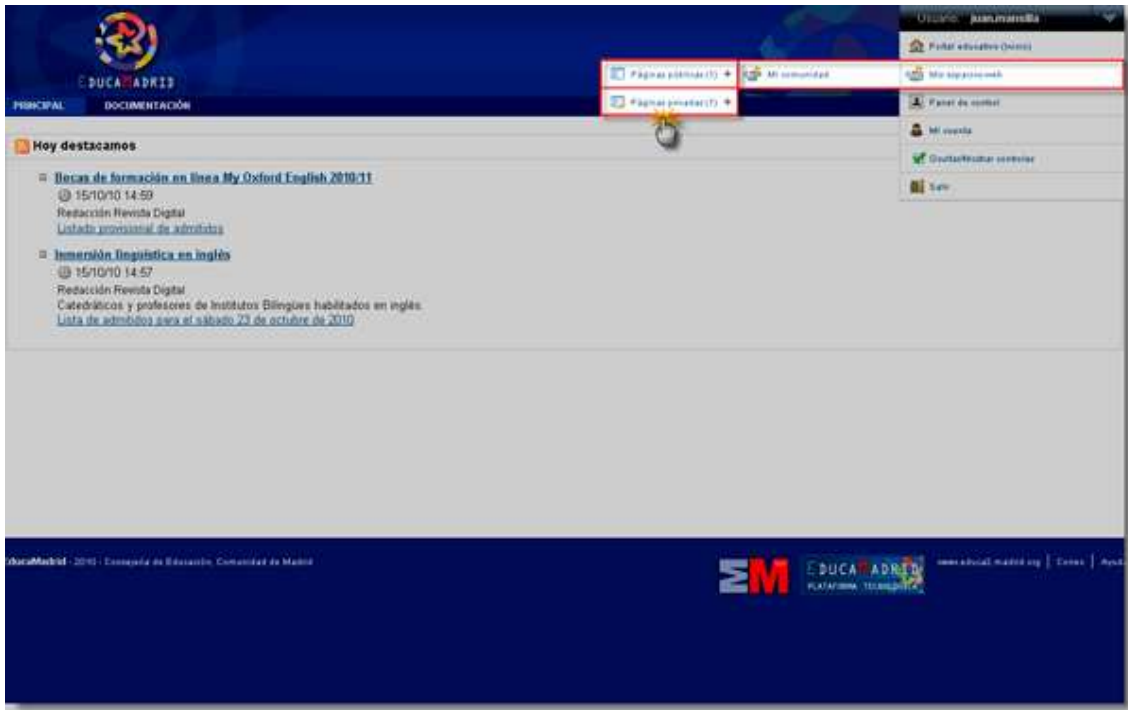 Usuario: juan.mansilla
Portal educativo (Inicio)
Páginas públicas (1) + Mi comunidad Mis espacios web
EDUCAMADRID
PRINCIPAL DOCUMENTACIÓN
Páginas privadas (7) + Panel de control
Mi cuenta
Hoy destacamos
Ocultar/Mostrar controles
Salir
Becas de formación en línea My Oxford English 2010/11
15/10/10 14:59
Redacción Revista Digital
Listado provisional de admitidos
Inmersión lingüística en inglés
15/10/10 14:57
Redacción Revista Digital
Catedráticos y profesores de Institutos Bilingües habilitados en inglés.
Lista de admitidos para el sábado 23 de octubre de 2010
EducaMadrid - 2010 - Consejería de Educación, Comunidad de Madrid
EDUCAMADRID
PLATAFORMA TECNOLÓGICA
www.educa2.madrid.org | Correo |